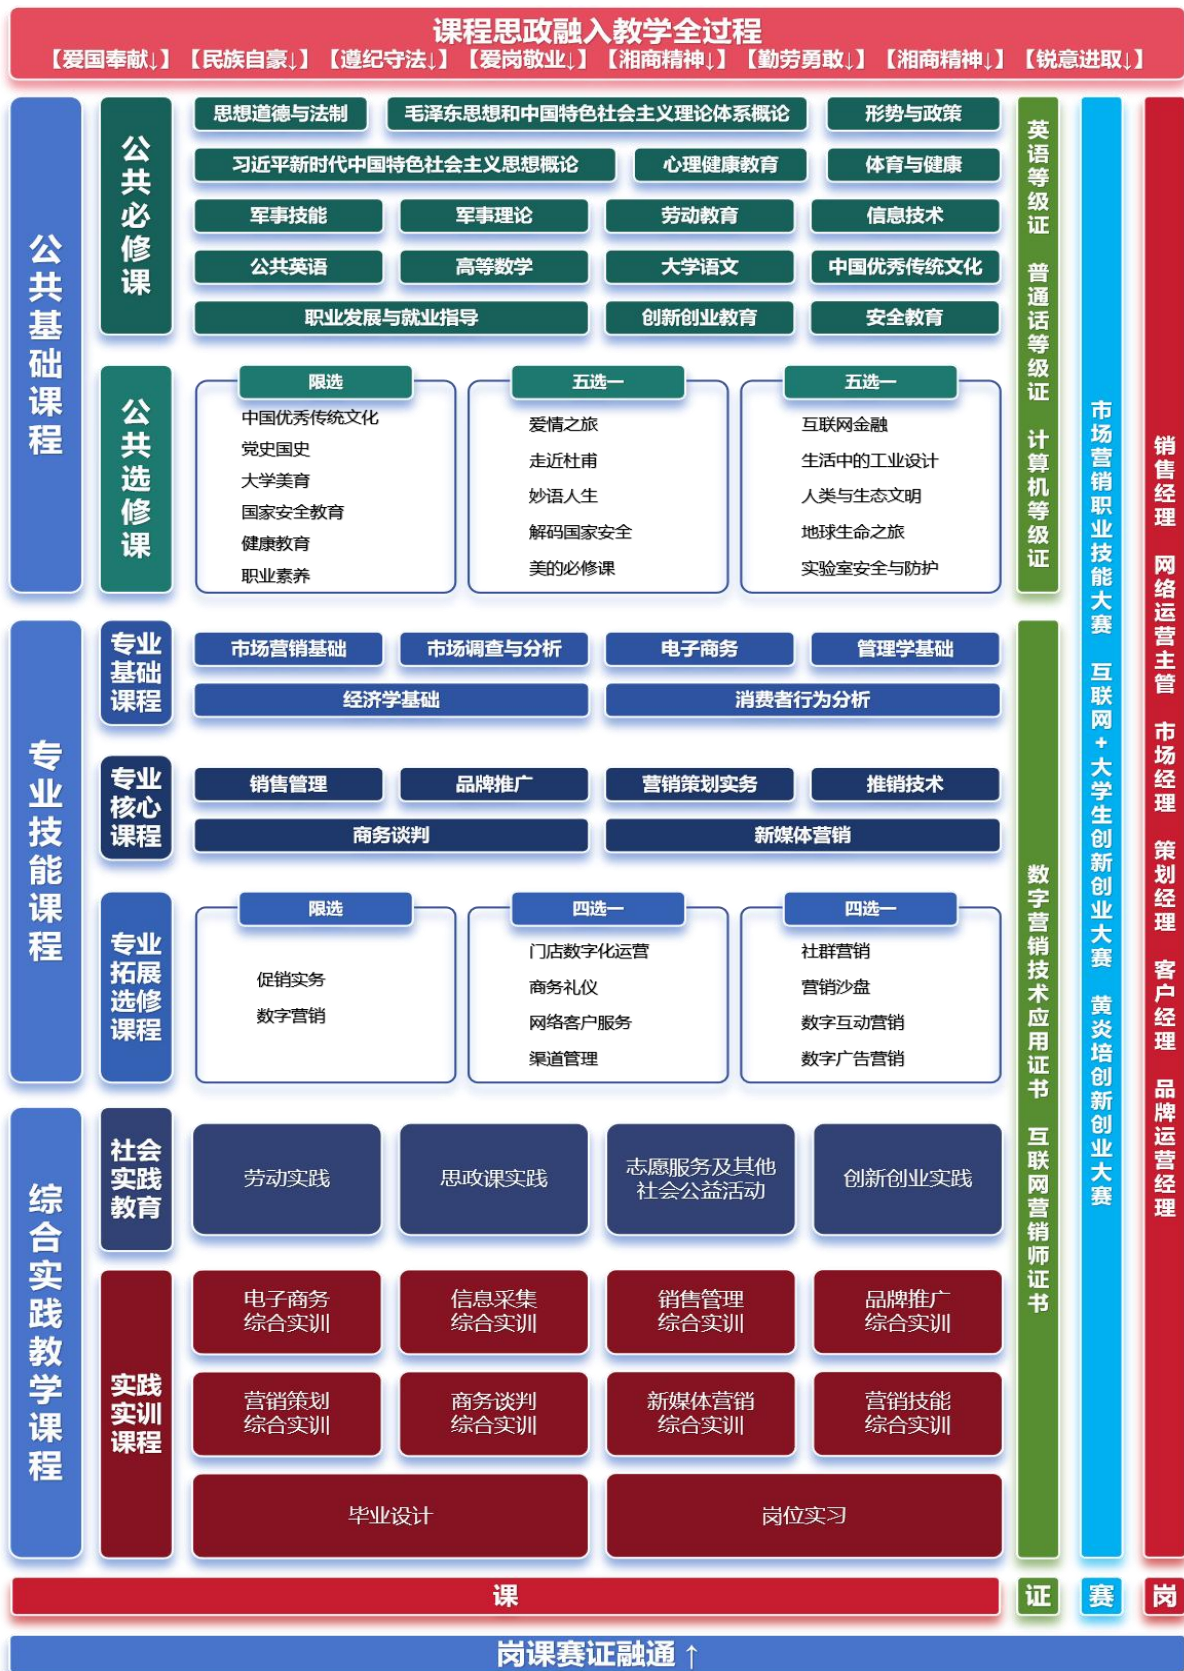 课程思政融入教学全过程
【爱国奉献↓】【民族自豪↓】【遵纪守法↓】【爱岗敬业↓】【湘商精神↓】【勤劳勇敢↓】【湘商精神↓】【锐意进取↓】
公共基础课程
公共必修课
思想道德与法制
毛泽东思想和中国特色社会主义理论体系概论
形势与政策
习近平新时代中国特色社会主义思想概论
心理健康教育
体育与健康
军事技能
军事理论
劳动教育
信息技术
公共英语
高等数学
大学语文
中国优秀传统文化
职业发展与就业指导
创新创业教育
安全教育
公共选修课
限选
中国优秀传统文化
党史国史
大学美育
国家安全教育
健康教育
职业素养
五选一
爱情之旅
走近杜甫
妙语人生
解码国家安全
美的必修课
五选一
互联网金融
生活中的工业设计
人类与生态文明
地球生命之旅
实验室安全与防护
专业技能课程
专业
基础
课程
市场营销基础
市场调查与分析
电子商务
管理学基础
经济学基础
消费者行为分析
专业
核心
课程
销售管理
品牌推广
营销策划实务
推销技术
商务谈判
新媒体营销
专业
拓展
选修
课程
限选
促销实务
数字营销
四选一
门店数字化运营
商务礼仪
网络客户服务
渠道管理
四选一
社群营销
营销沙盘
数字互动营销
数字广告营销
综合实践教学课程
社会
实践
教育
劳动实践
思政课实践
志愿服务及其他
社会公益活动
创新创业实践
实践
实训
课程
电子商务
综合实训
信息采集
综合实训
销售管理
综合实训
品牌推广
综合实训
营销策划
综合实训
商务谈判
综合实训
新媒体营销
综合实训
营销技能
综合实训
毕业设计
岗位实习
英语等级证 普通话等级证 计算机等级证
数字营销技术应用证书 互联网营销师证书
市场营销职业技能大赛 互联网+大学生创新创业大赛 黄炎培创新创业大赛
销售经理 网络运营主管 市场经理 策划经理 客户经理 品牌运营经理
课
证
赛
岗
岗课赛证融通↑